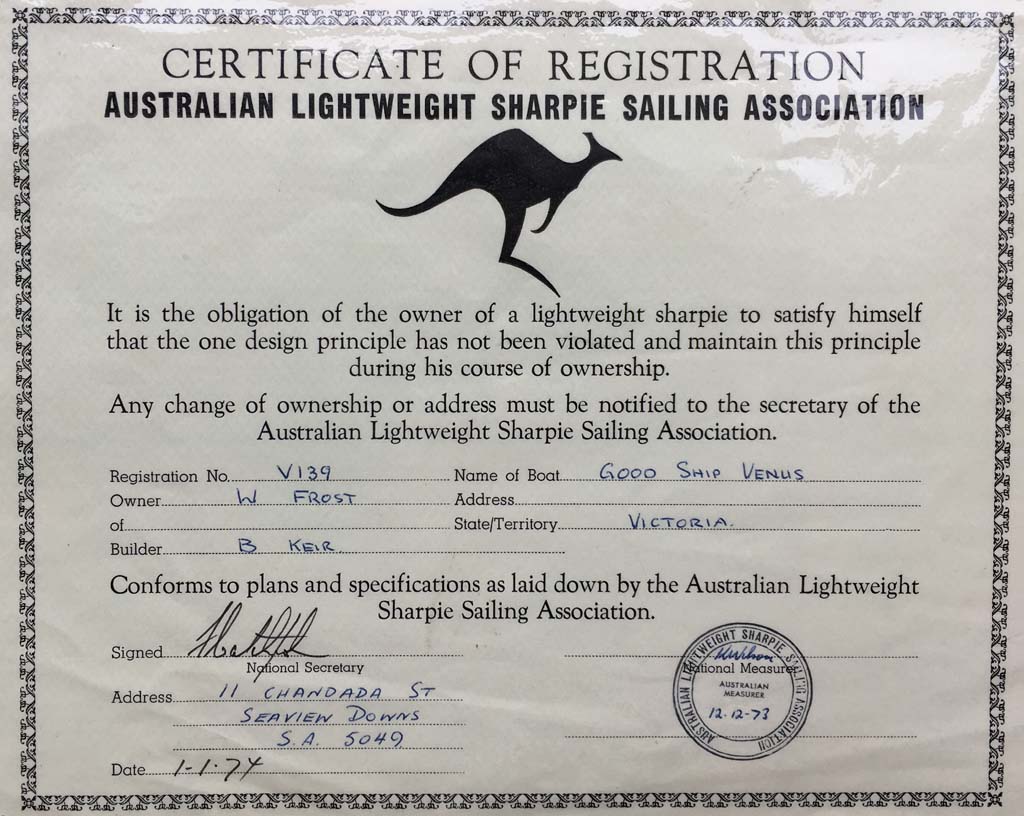 CERTIFICATE OF REGISTRATION
AUSTRALIAN LIGHTWEIGHT SHARPIE SAILING ASSOCIATION
It is the obligation of the owner of a lightweight sharpie to satisfy himself
that the one design principle has not been violated and maintain this principle
during his course of ownership.
Any change of ownership or address must be notified to the secretary of the
Australian Lightweight Sharpie Sailing Association.
Registration No. V139 Name of Boat GOOD SHIP VENUS
Owner W FROST Address
of State/Territory VICTORIA.
Builder B KEIR
Conforms to plans and specifications as laid down by the Australian Lightweight
Sharpie Sailing Association.
Signed
National Secretary
National Measurer
AUSTRALIAN LIGHTWEIGHT SHARPIE SAILING ASSOCIATION
AUSTRALIAN
MEASURER
12.12-73
Address 11 CHANDADA ST
SEAVIEW DOWNS
S.A. 5049
Date 1-1-74